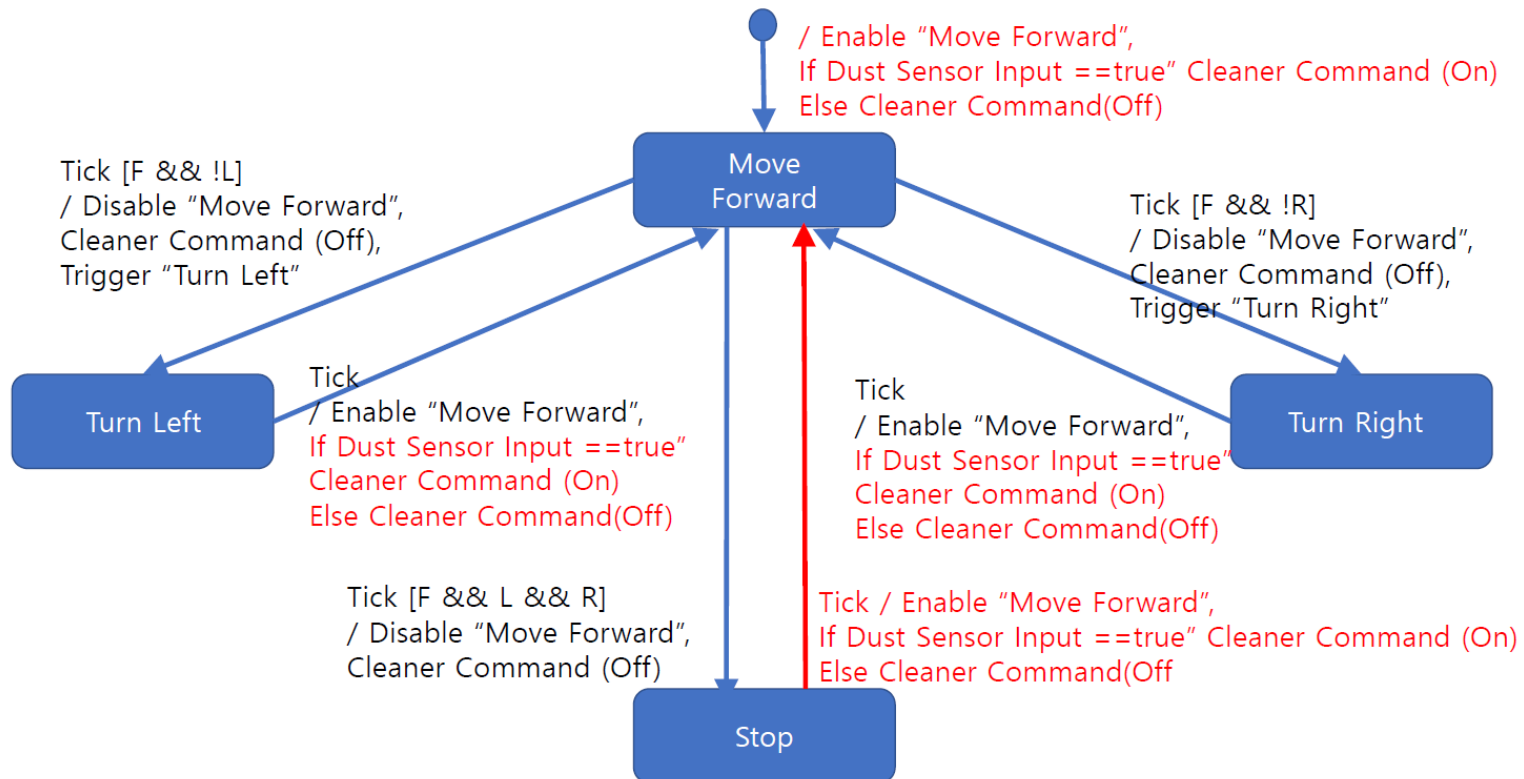 / Enable “Move Forward”,
If Dust Sensor Input ==true” Cleaner Command (On)
Else Cleaner Command(Off)
Move
Forward
Tick [F && !L]
/ Disable “Move Forward”,
Cleaner Command (Off),
Trigger “Turn Left”
Tick [F && !R]
/ Disable “Move Forward”,
Cleaner Command (Off),
Trigger “Turn Right”
Turn Left
Tick
/ Enable “Move Forward”,
If Dust Sensor Input ==true”
Cleaner Command (On)
Else Cleaner Command(Off)
Tick
/ Enable “Move Forward”,
If Dust Sensor Input ==true”
Cleaner Command (On)
Else Cleaner Command(Off)
Turn Right
Tick [F && L && R]
/ Disable “Move Forward”,
Cleaner Command (Off)
Tick / Enable “Move Forward”,
If Dust Sensor Input ==true” Cleaner Command (On)
Else Cleaner Command(Off
Stop